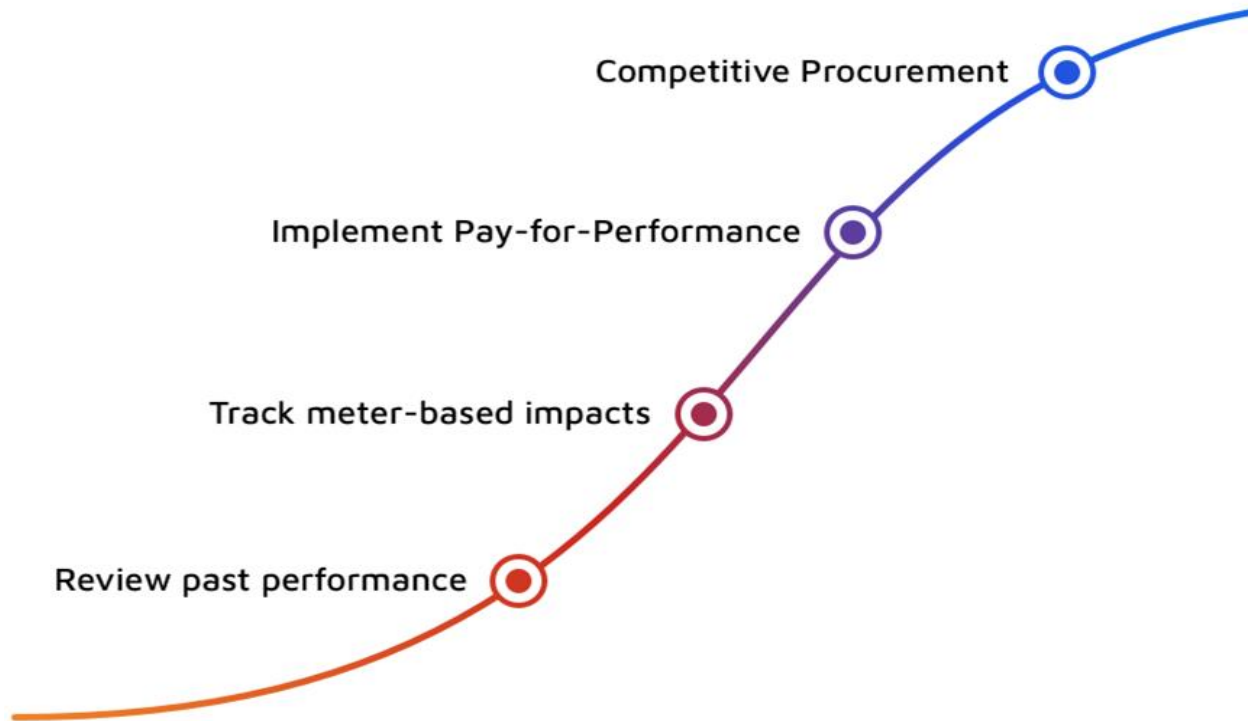 Competitive Procurement
Implement Pay-for-Performance
Track meter-based impacts
Review past performance